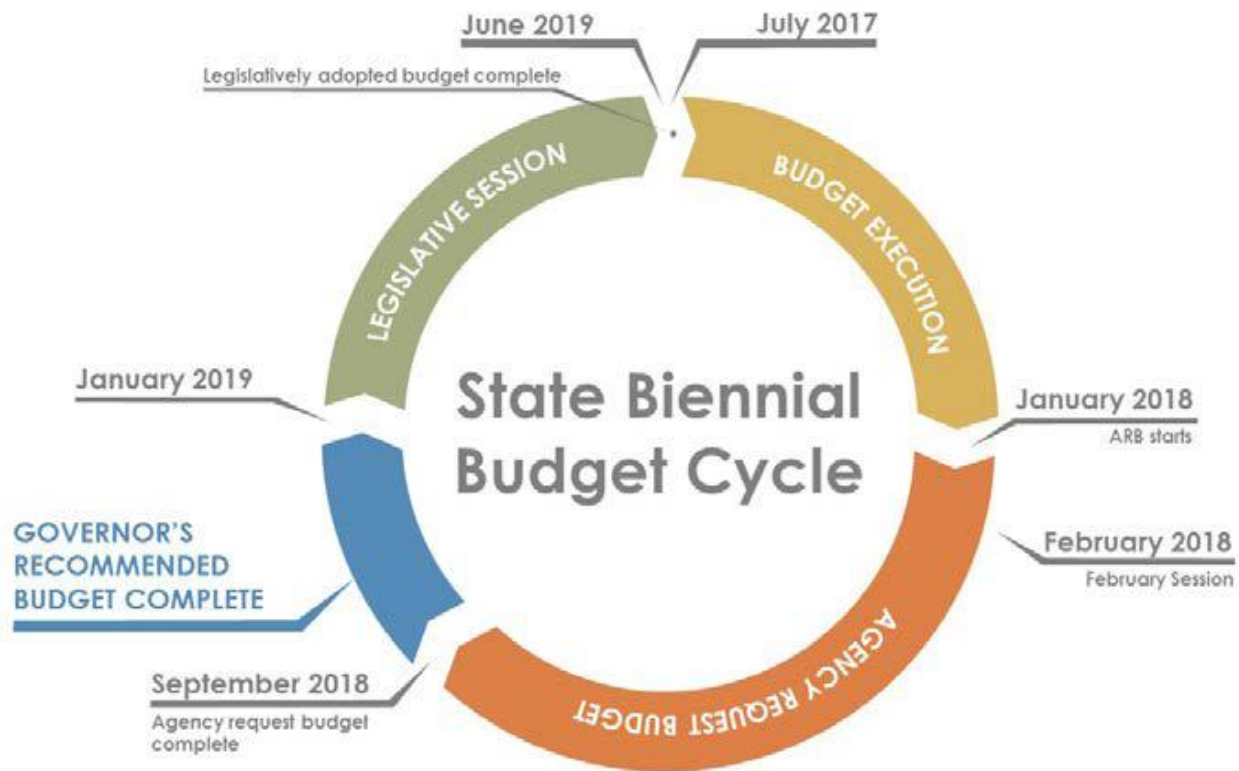 June 2019
July 2017
Legislatively adopted budget complete
LEGISLATIVE SESSION
BUDGET EXECUTION
State Biennial
Budget Cycle
January 2019
January 2018
ARB starts
GOVERNOR'S
RECOMMENDED
BUDGET COMPLETE
February 2018
February Session
AGENCY REQUEST BUDGET
September 2018
Agency request budget
complete